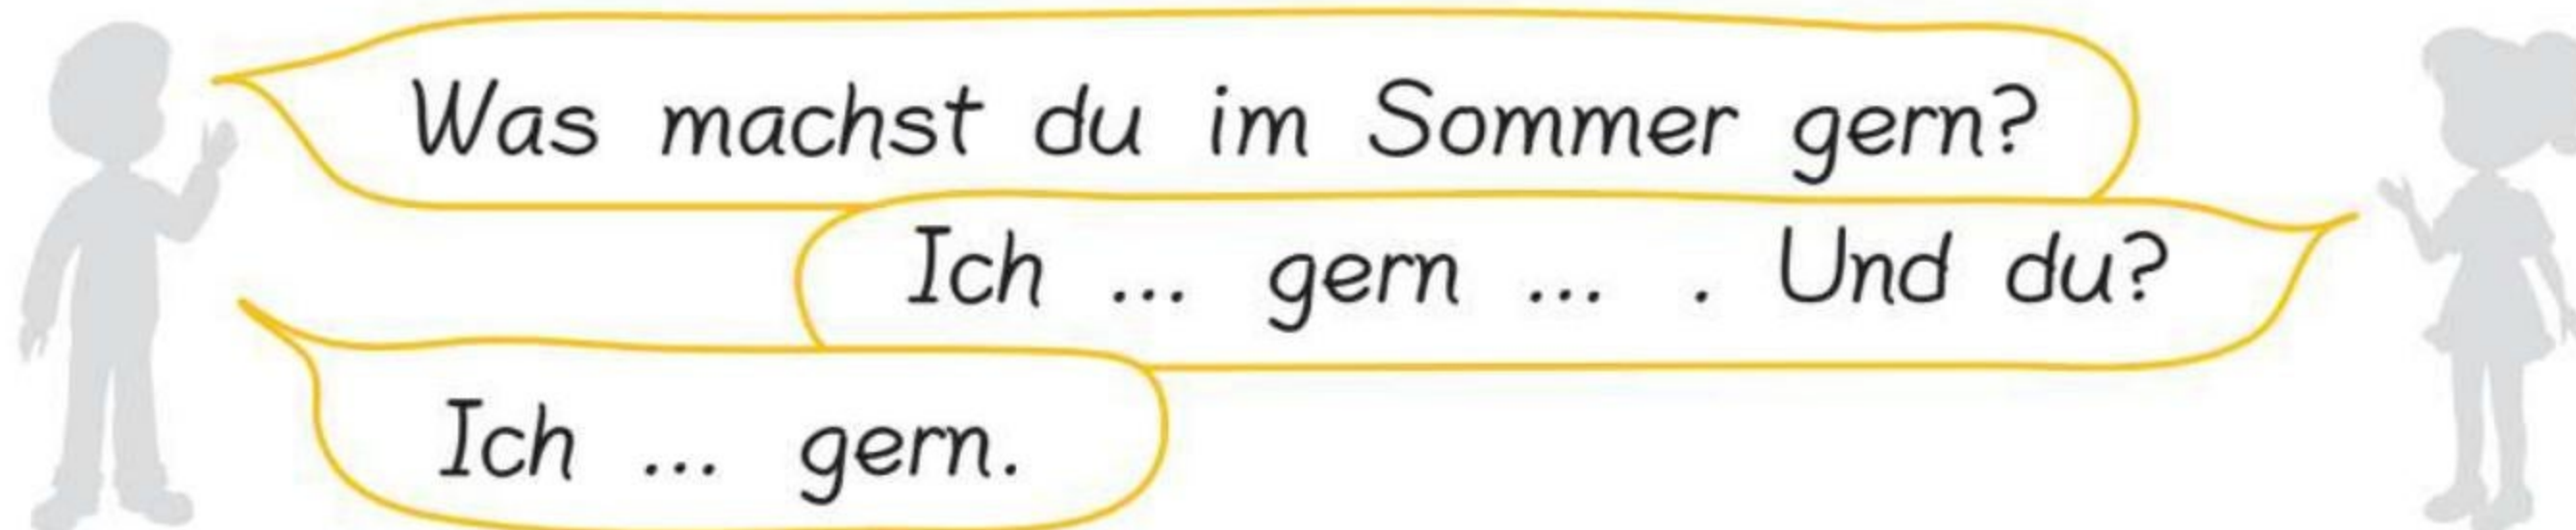 Was machst du im Sommer gern?
Ich ... gern ... . Und du?
Ich ... gern.